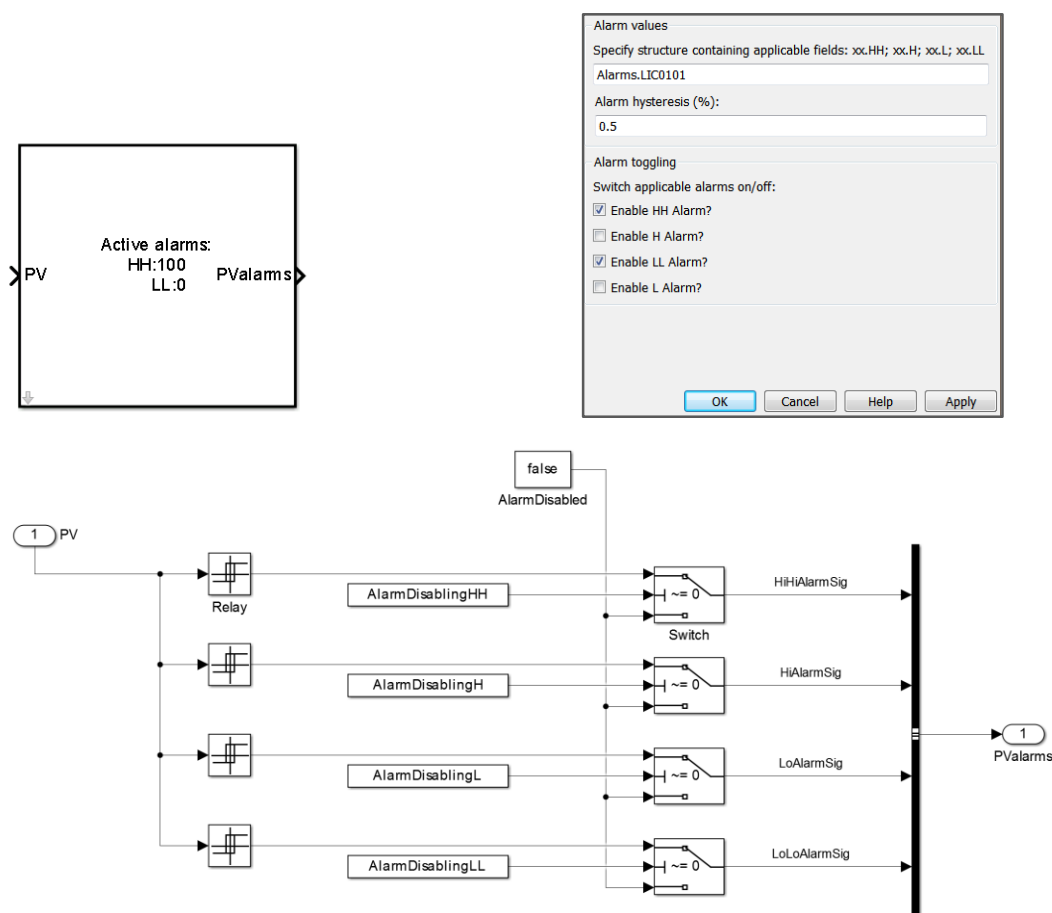 Alarm values
Specify structure containing applicable fields: xx.HH; xx.H; xx.L; xx.LL
Alarms.LIC0101
Alarm hysteresis (%):
0.5
Alarm toggling
Switch applicable alarms on/off:
Enable HH Alarm?
Enable H Alarm?
Enable LL Alarm?
Enable L Alarm?
OK Cancel Help Apply
Active alarms:
HH:100
PV PValarms
LL:0
false
AlarmDisabled
1 PV
Relay
AlarmDisablingHH
~= 0
Switch
HiHiAlarmSig
AlarmDisablingH
~= 0
HiAlarmSig
AlarmDisablingL
~= 0
LoAlarmSig
AlarmDisablingLL
~= 0
LoLoAlarmSig
1
PValarms